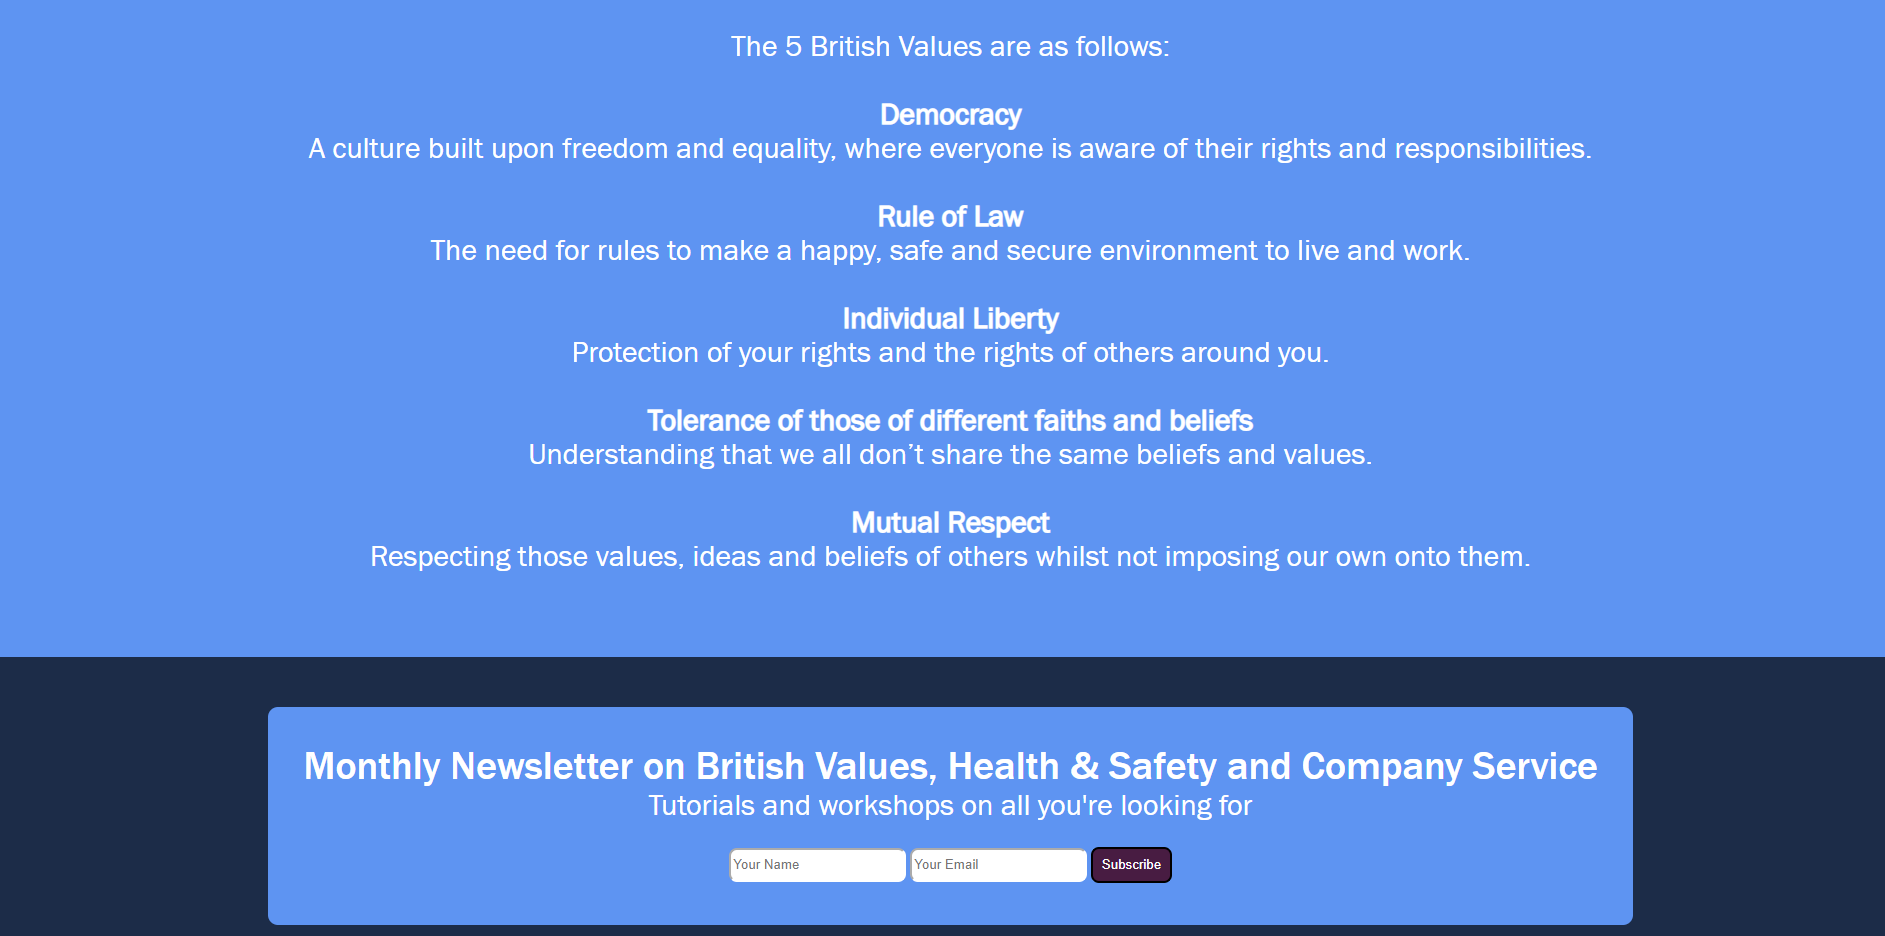 The 5 British Values are as follows:
Democracy
A culture built upon freedom and equality, where everyone is aware of their rights and responsibilities.
Rule of Law
The need for rules to make a happy, safe and secure environment to live and work.
Individual Liberty
Protection of your rights and the rights of others around you.
Tolerance of those of different faiths and beliefs
Understanding that we all don’t share the same beliefs and values.
Mutual Respect
Respecting those values, ideas and beliefs of others whilst not imposing our own onto them.
Monthly Newsletter on British Values, Health & Safety and Company Service
Tutorials and workshops on all you're looking for
Your Name Your Email Subscribe